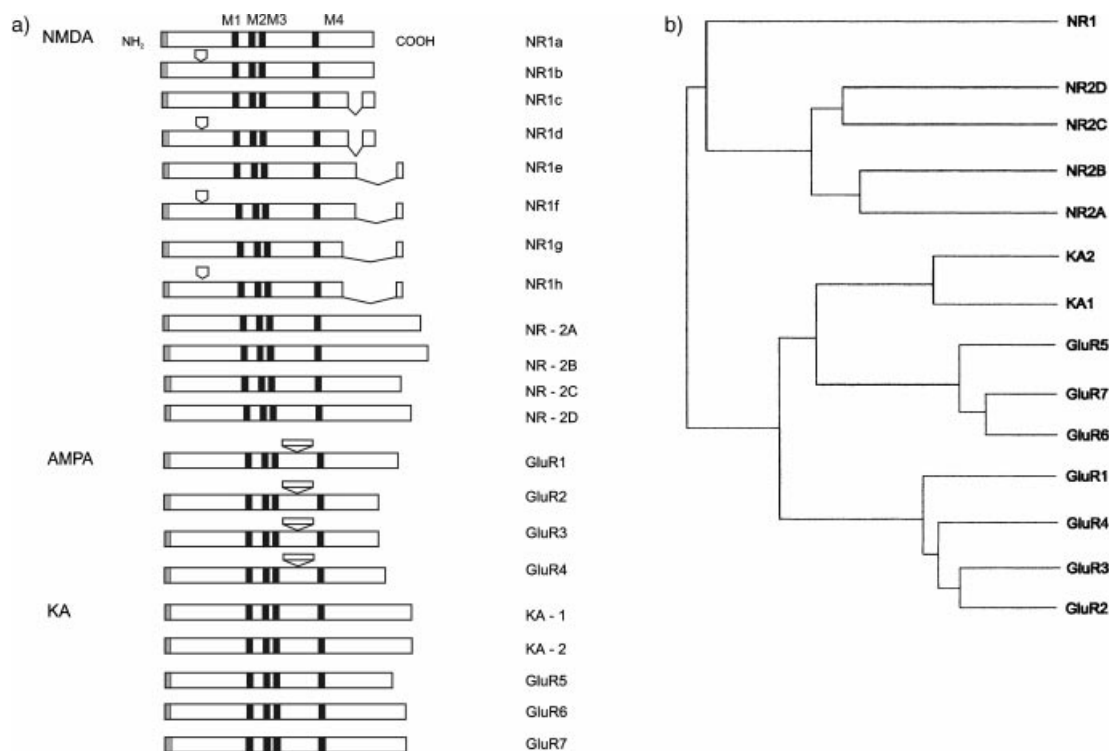 a)
M1 M2 M3 M4
NMDA NH₂ COOH NR1a
NR1b
NR1c
NR1d
NR1e
NR1f
NR1g
NR1h
NR - 2A
NR - 2B
NR - 2C
NR - 2D
AMPA GluR1
GluR2
GluR3
GluR4
KA KA - 1
KA - 2
GluR5
GluR6
GluR7
b)
NR1
NR2D
NR2C
NR2B
NR2A
KA2
KA1
GluR5
GluR7
GluR6
GluR1
GluR4
GluR3
GluR2